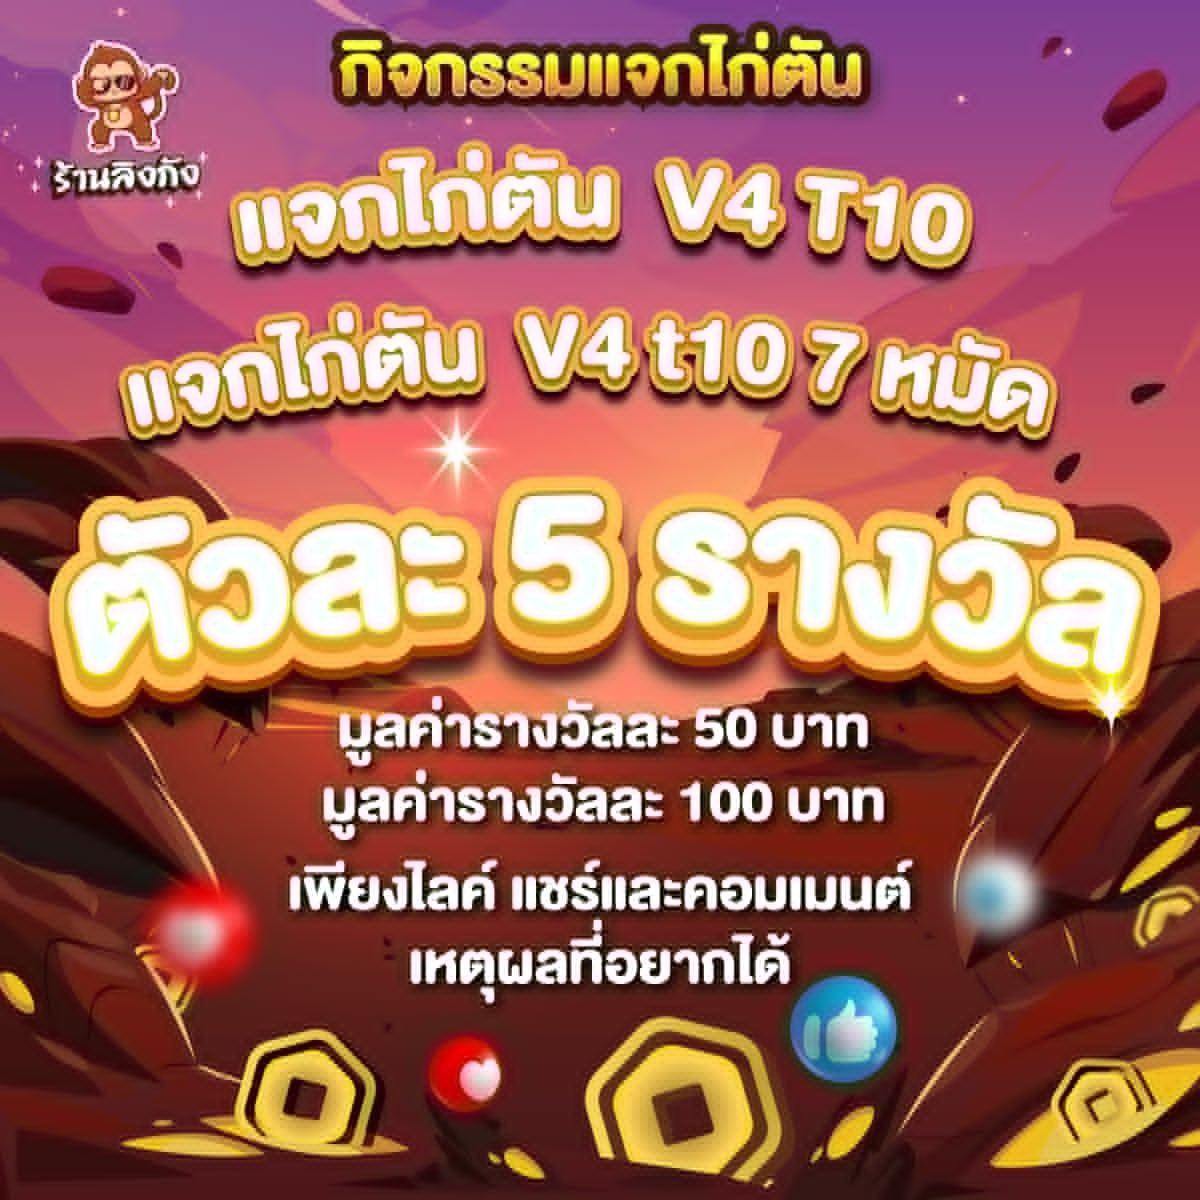 กิจกรรมแจกไก่ตัน
ร้านลิงกัง
แจกไก่ตัน V4 T10
แจกไก่ตัน V4 t10 7 หมัด
ตัวละ 5 รางวัล
มูลค่ารางวัลละ 50 บาท
มูลค่ารางวัลละ 100 บาท
เพียงไลค์ แชร์และคอมเมนต์
เหตุผลที่อยากได้